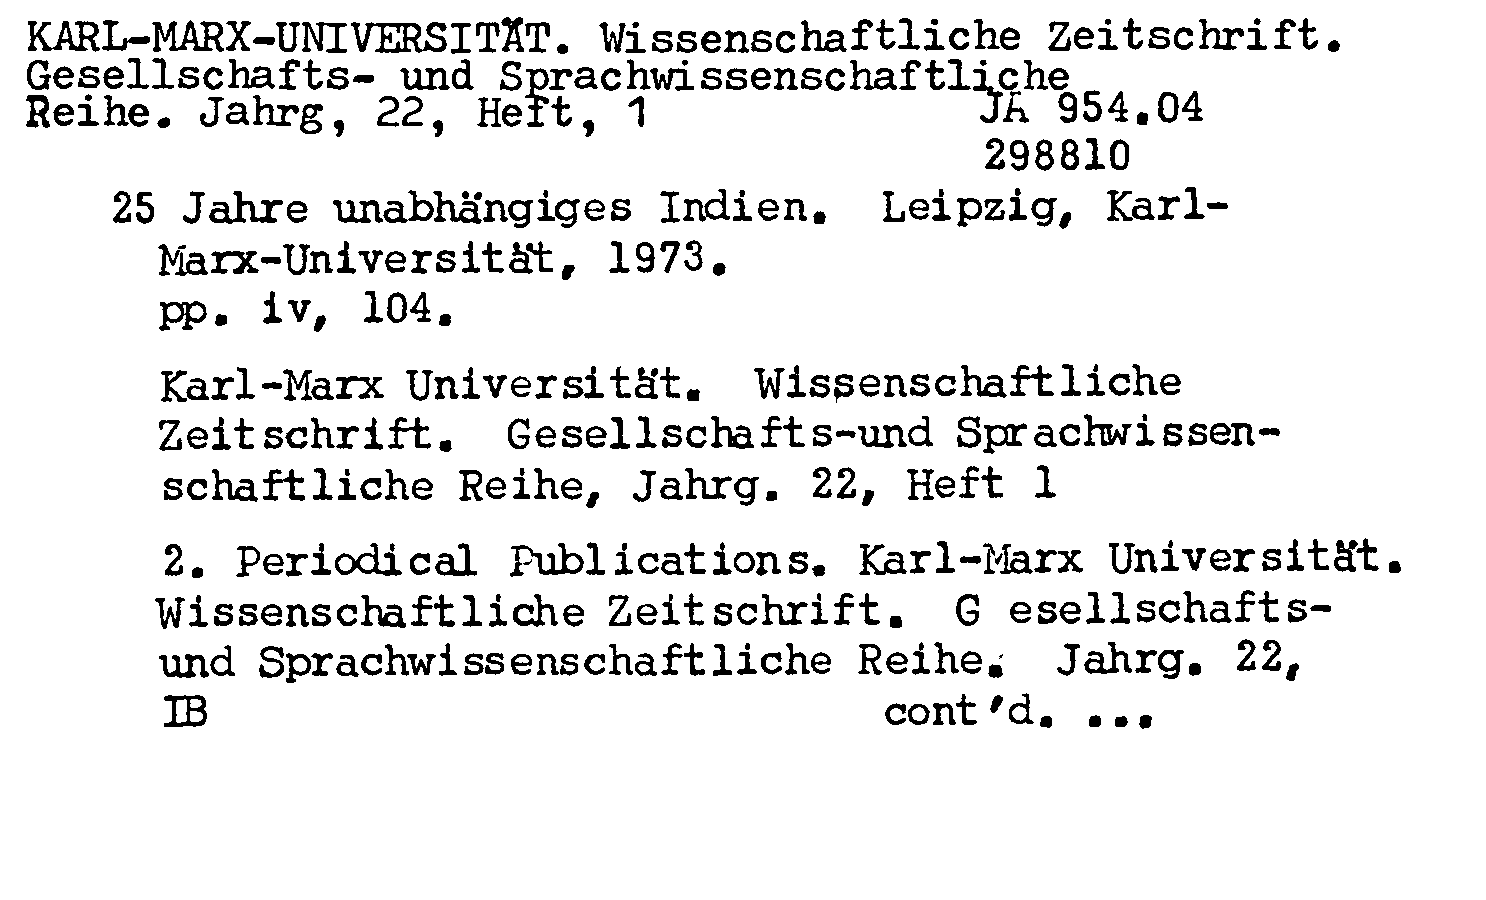 KARL-MARX-UNIVERSITÄT. Wissenschaftliche Zeitschrift.
Gesellschafts- und Sprachwissenschaftliche
Reihe. Jahrg, 22, Heft, 1
JA 954.04
298810
25 Jahre unabhängiges Indien. Leipzig, Karl-
Marx-Universität, 1973.
pp. iv, 104.
Karl-Marx Universität. Wissenschaftliche
Zeitschrift. Gesellschafts-und Sprachwissen-
schaftliche Reihe, Jahrg. 22, Heft 1
2. Periodical Publications. Karl-Marx Universität.
Wissenschaftliche Zeitschrift. G esellschafts-
und Sprachwissenschaftliche Reihe. Jahrg. 22,
IB cont'd. ...